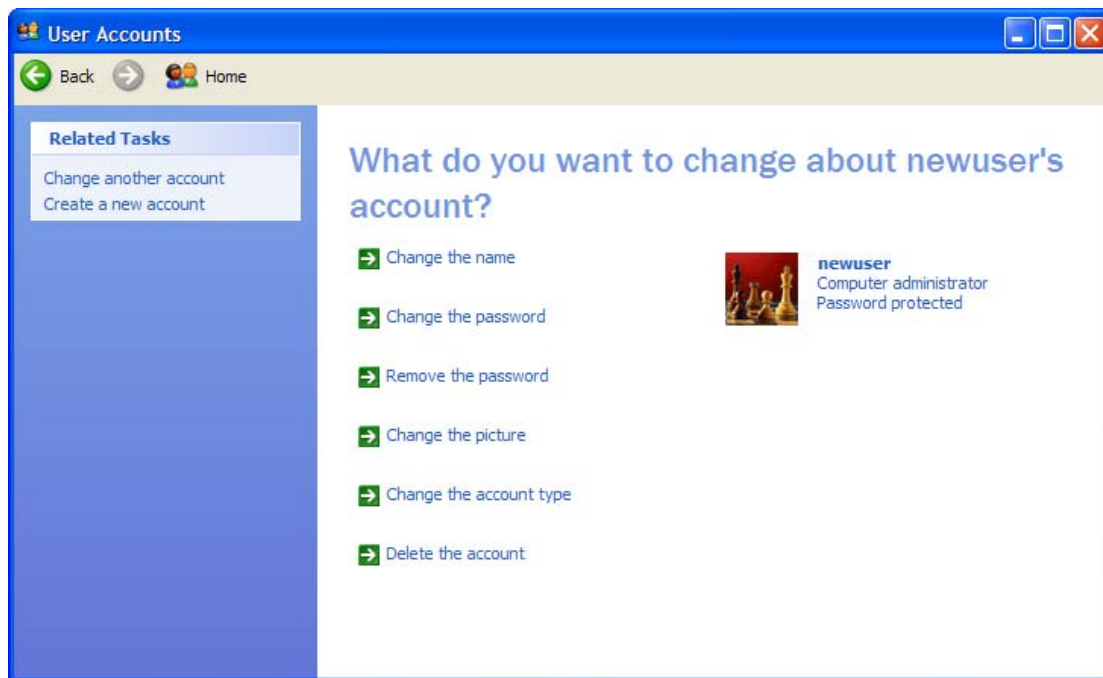 User Accounts
Back
Home
Related Tasks
Change another account
Create a new account
What do you want to change about newuser's
account?
Change the name
Change the password
Remove the password
Change the picture
Change the account type
Delete the account
newuser
Computer administrator
Password protected